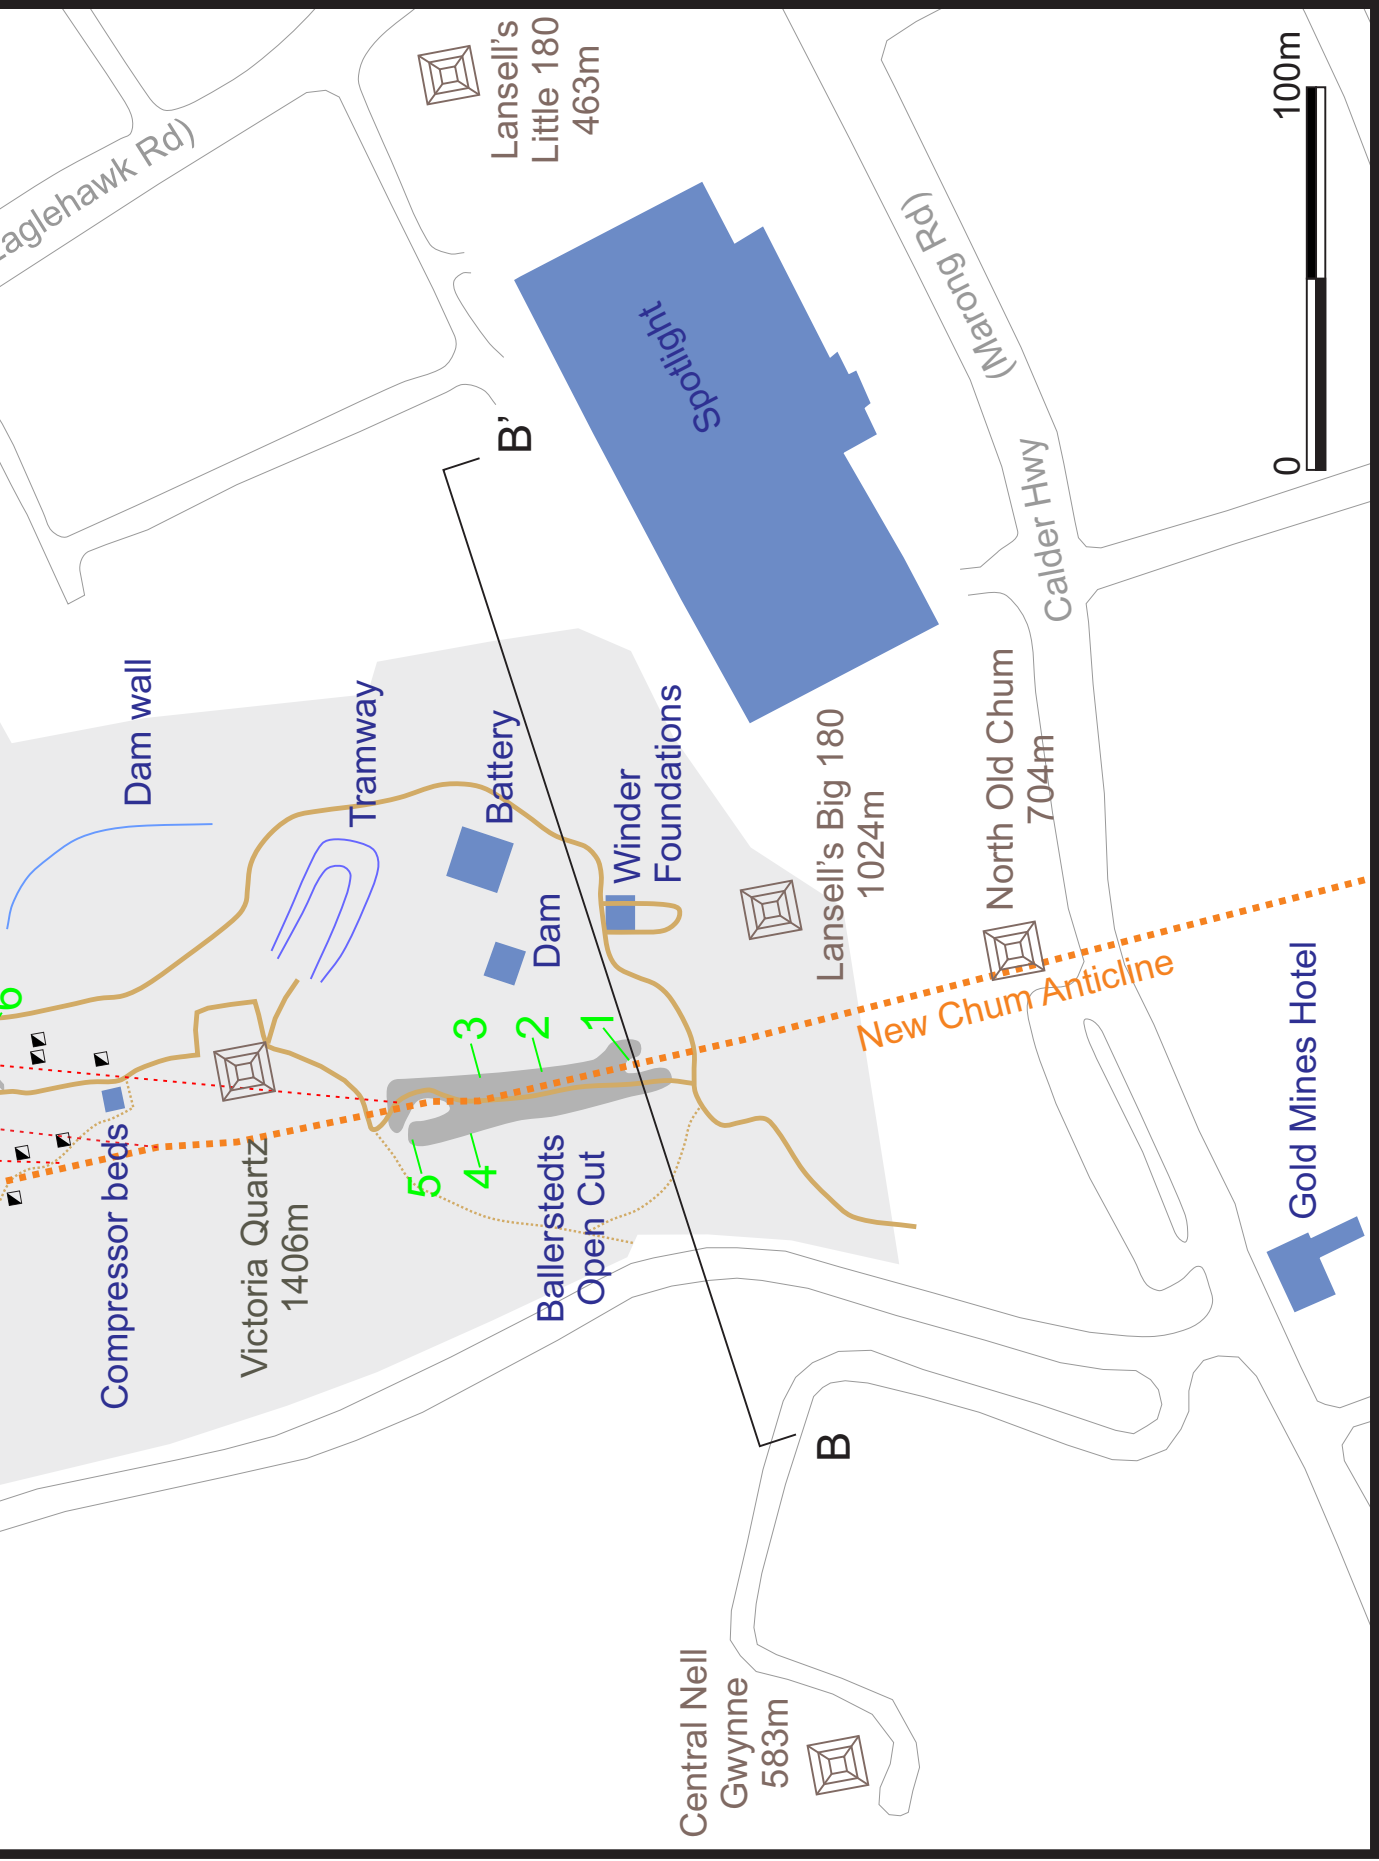 aglehawk Rd)
Lansell's
Little 180
463m
100m
0
(Marong Rd)
Calder Hwy
Spotlight
B'
Dam wall
Tramway
Battery
Winder
Foundations
Dam
Lansell's Big 180
1024m
North Old Chum
704m
New Chum Anticline
Gold Mines Hotel
6
3
2
1
5
4
Compressor beds
Victoria Quartz
1406m
Ballerstedts
Open Cut
B
Central Nell
Gwynne
583m